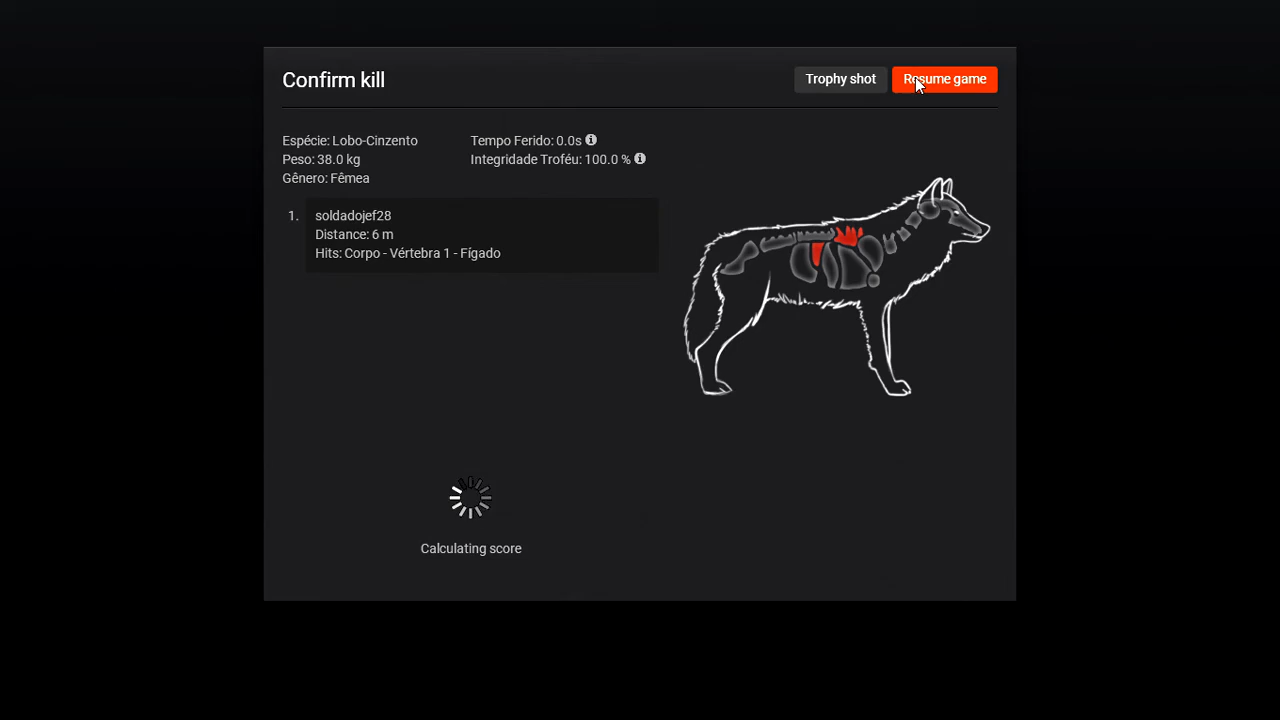 Confirm kill
Trophy shot
Resume game
Espécie: Lobo-Cinzento
Peso: 38.0 kg
Gênero: Fêmea
Tempo Ferido: 0.0s
Integridade Troféu: 100.0 %
1. soldadojef28
Distance: 6 m
Hits: Corpo - Vértebra 1 - Fígado
Calculating score